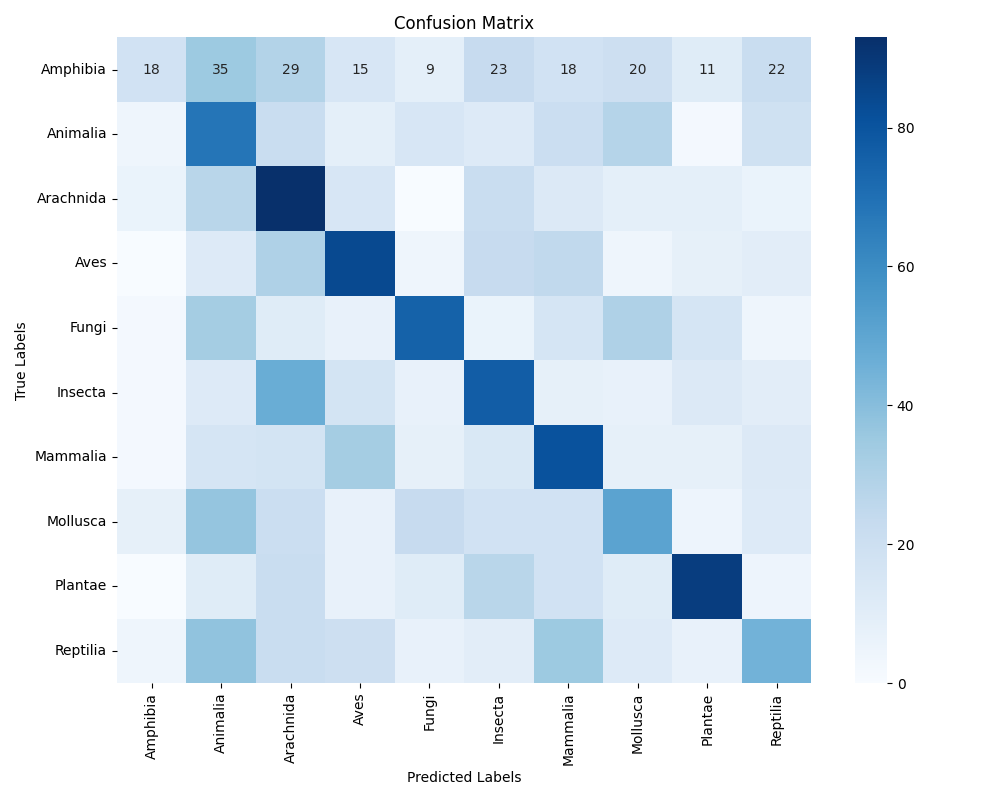 Confusion Matrix
Amphibia 18 35 29 15 9 23 18 20 11 22
Animalia
Arachnida
Aves
Fungi
Insecta
Mammalia
Mollusca
Plantae
Reptilia
True Labels
Amphibia Animalia Arachnida Aves Fungi Insecta Mammalia Mollusca Plantae Reptilia
Predicted Labels
80
60
40
20
0